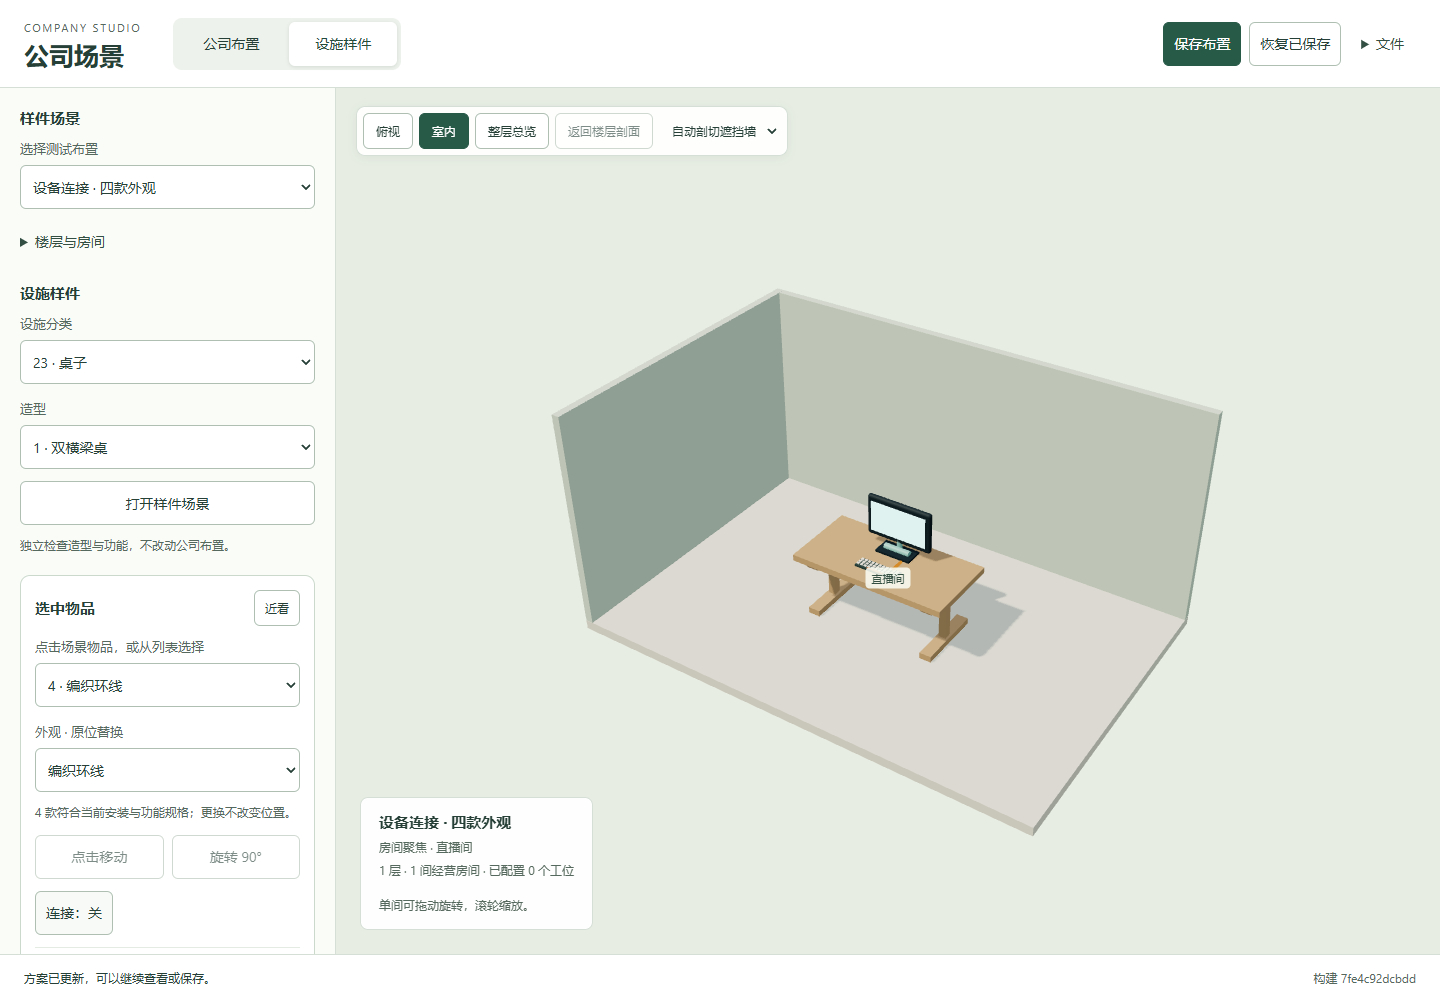 COMPANY STUDIO
公司场景
公司布置
设施样件
保存布置
恢复已保存
▶ 文件
样件场景
选择测试布置
设备连接 · 四款外观
▶ 楼层与房间
设施样件
设施分类
23 · 桌子
造型
1 · 双横梁桌
打开样件场景
独立检查造型与功能，不改动公司布置。
选中物品
近看
点击场景物品，或从列表选择
4 · 编织环线
外观 · 原位替换
编织环线
4 款符合当前安装与功能规格；更换不改变位置。
点击移动
旋转 90°
连接：关
俯视
室内
整层总览
返回楼层剖面
自动剖切遮挡墙
直播间
设备连接 · 四款外观
房间聚焦 · 直播间
1 层 · 1 间经营房间 · 已配置 0 个工位
单间可拖动旋转，滚轮缩放。
方案已更新，可以继续查看或保存。
构建 7fe4c92dcbdd